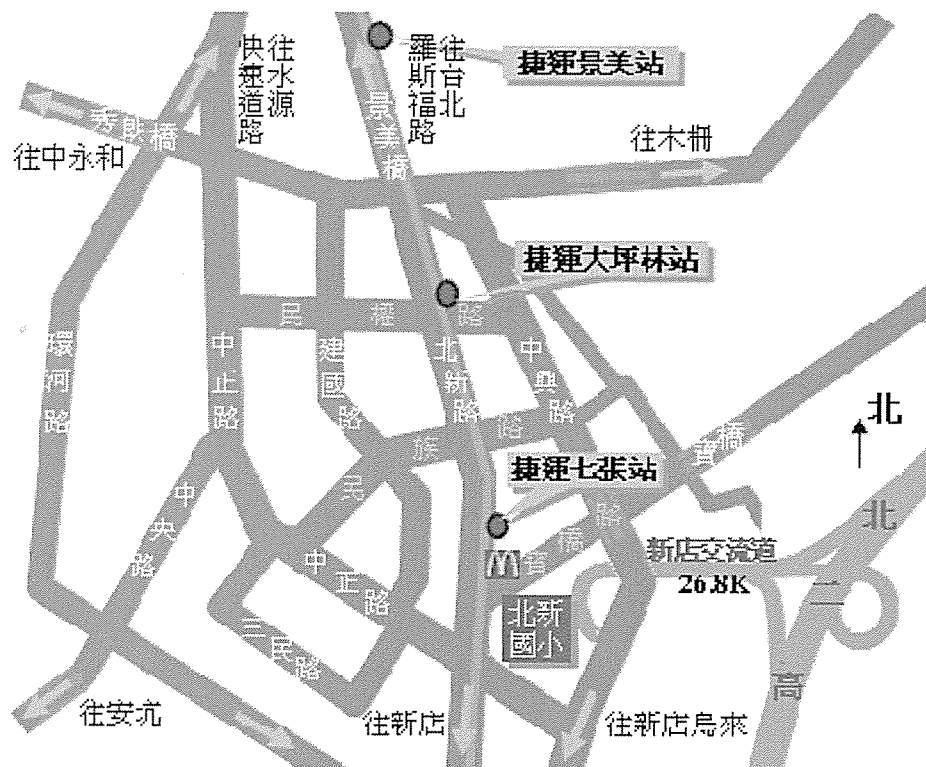 往水源
快速道路
往台北
羅斯福路
捷運景美站
秀朗橋
往中永和
景美橋
往木柵
捷運大坪林站
民權路
環河路
中正路
建國路
北新路
中興路
北
民族路
寶橋
捷運七張站
中央路
寶橋路
新店交流道
26.8K
北二高
中正路
北新
國小
三民路
往安坑
往新店
往新店烏來